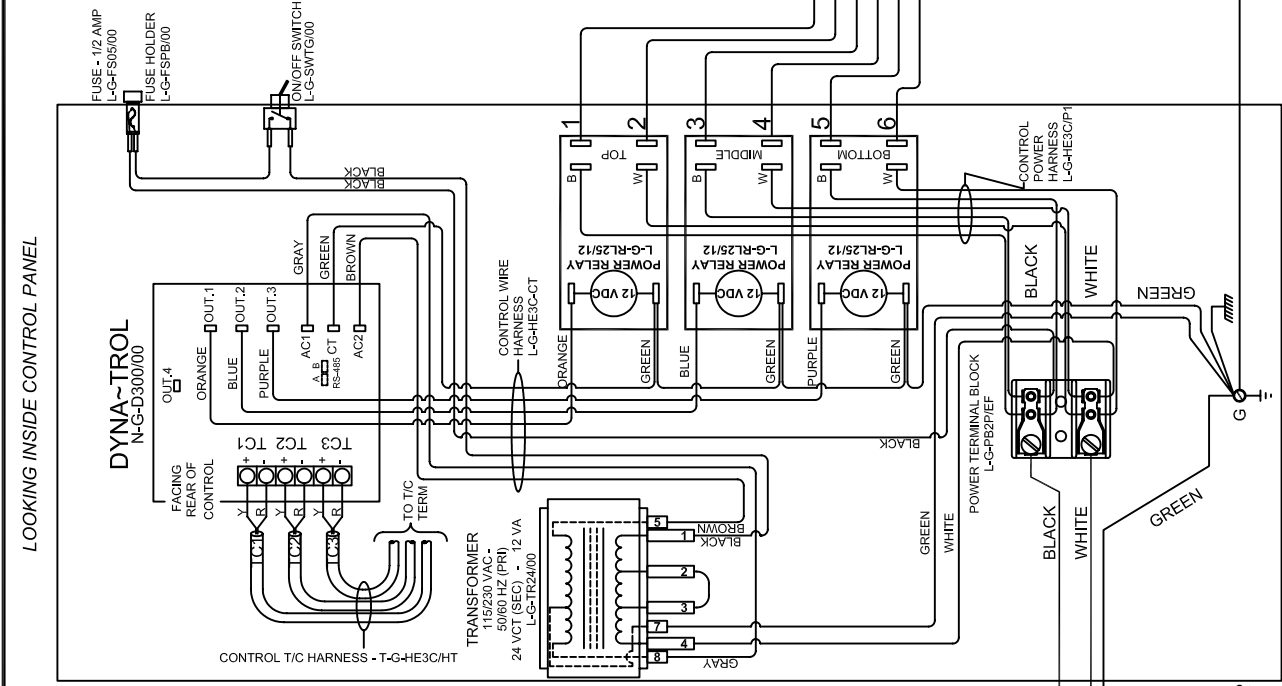 LOOKING INSIDE CONTROL PANEL
FUSE - 1/2 AMP
L-G-FS05/00
FUSE HOLDER
L-G-FSPB/00
ON/OFF SWITCH
L-G-SWTG/00
BLACK
BLACK
DYNA~TROL
N-G-D300/00
OUT.4
OUT.1
OUT.2
OUT.3
ORANGE
BLUE
PURPLE
AC1
CT
AC2
A B
RS-485
GRAY
GREEN
BROWN
FACING
REAR OF
CONTROL
TC1
TC2
TC3
+
-
+
-
+
-
Y
R
Y
R
Y
R
C1
C2
C3
TO T/C
TERM
CONTROL T/C HARNESS - T-G-HE3C/HT
CONTROL WIRE
HARNESS
L-G-HE3C-CT
TRANSFORMER
115/230 VAC -
50/60 HZ (PRI)
24 VCT (SEC) - 12 VA
L-G-TR24/00
5
1
2
3
7
4
8
BROWN
BLACK
GRAY
1
2
3
4
5
6
TOP
MIDDLE
BOTTOM
B
W
B
W
B
W
POWER RELAY
L-G-RL25/12
12 VDC
POWER RELAY
L-G-RL25/12
12 VDC
POWER RELAY
L-G-RL25/12
12 VDC
ORANGE
GREEN
BLUE
GREEN
PURPLE
GREEN
CONTROL
POWER
HARNESS
L-G-HE3C/P1
BLACK
WHITE
GREEN
BLACK
GREEN
WHITE
POWER TERMINAL BLOCK
L-G-PB2P/EF
BLACK
WHITE
GREEN
G